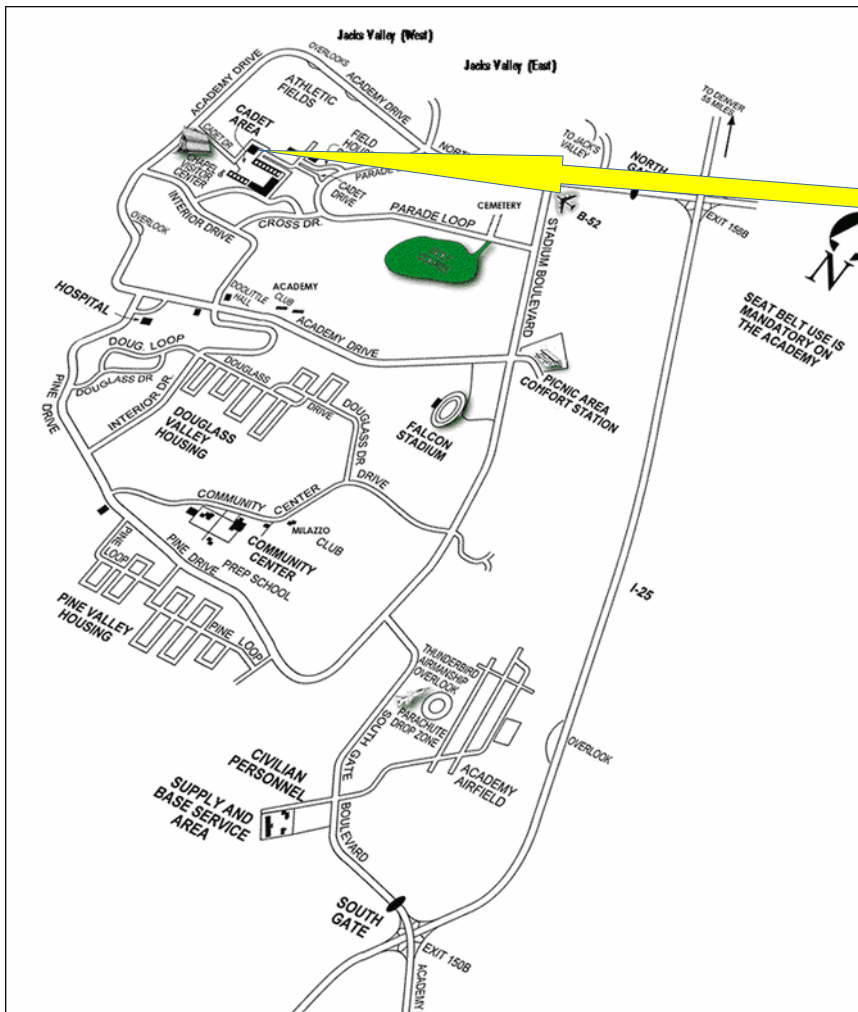 Jacks Valley (West)
Jacks Valley (East)
OVERLOOKS
ACADEMY DRIVE
ACADEMY DRIVE
ATHLETIC
FIELDS
CADET
AREA
CADET DR.
FIELD
TO DENVER
55 MILES
TO JACK'S
VALLEY
NORTH
EXIT 156B
VISITOR
CENTER
CADET
DRIVE
PARADE LOOP
CEMETERY
B-52
INTERIOR DRIVE
CROSS DR.
OVERLOOK
STADIUM BOULEVARD
N
SEAT BELT USE IS
MANDATORY ON
THE ACADEMY
HOSPITAL
DOOLITTLE
HALL
ACADEMY
CLUB
ACADEMY DRIVE
DOUG. LOOP
DOUGLASS DR
INTERIOR DR.
PINE DRIVE
DOUGLASS
DRIVE
DOUGLASS DR
DOUGLASS
VALLEY
HOUSING
FALCON
STADIUM
PICNIC AREA
COMFORT STATION
COMMUNITY CENTER DRIVE
MILAZZO
CLUB
COMMUNITY
CENTER
PREP SCHOOL
PINE DRIVE
PINE
LOOP
PINE VALLEY
HOUSING
PINE LOOP
I-25
THUNDERBIRD
AIRMANSHIP
OVERLOOK
PARACHUTE
DROP ZONE
SOUTH GATE
BOULEVARD
ACADEMY
AIRFIELD
OVERLOOK
CIVILIAN
PERSONNEL
SUPPLY AND
BASE SERVICE
AREA
SOUTH
GATE
EXIT 150B
ACADEMY